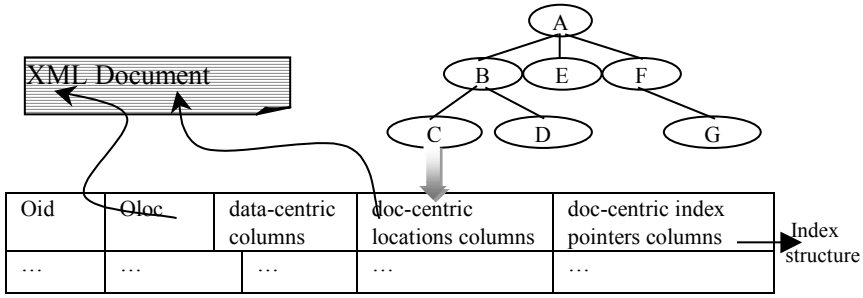 A
XML Document
B E F
C D G
Oid Oloc data-centric columns doc-centric locations columns doc-centric index pointers columns
Index structure
… … … … …